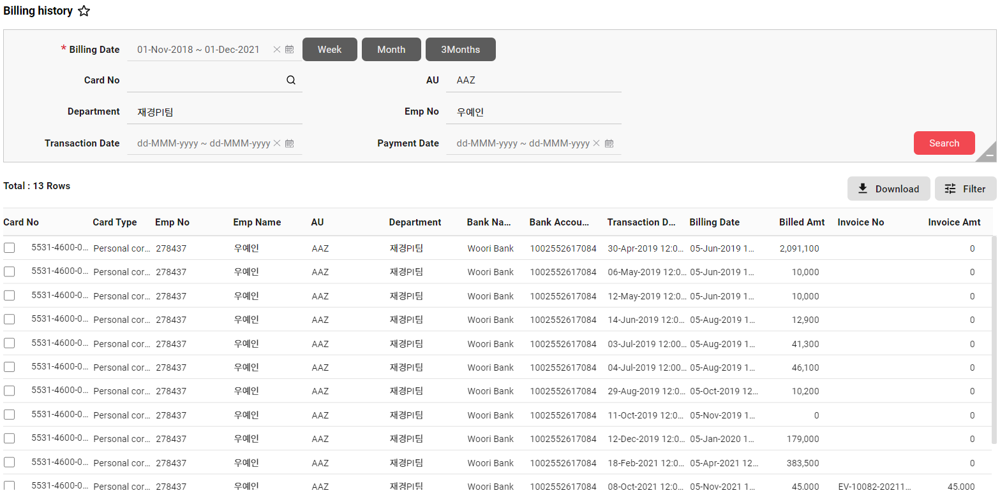 Billing history
* Billing Date 01-Nov-2018 ~ 01-Dec-2021 Week Month 3Months
Card No AU AAZ
Department 재경PI팀 Emp No 우예인
Transaction Date dd-MMM-yyyy ~ dd-MMM-yyyy Payment Date dd-MMM-yyyy ~ dd-MMM-yyyy Search
Total : 13 Rows Download Filter
Card No Card Type Emp No Emp Name AU Department Bank Na... Bank Accou... Transaction D... Billing Date Billed Amt Invoice No Invoice Amt
5531-4600-0... Personal cor... 278437 우예인 AAZ 재경PI팀 Woori Bank 1002552617084 30-Apr-2019 12:0... 05-Jun-2019 1... 2,091,100 0
5531-4600-0... Personal cor... 278437 우예인 AAZ 재경PI팀 Woori Bank 1002552617084 06-May-2019 12:0... 05-Jun-2019 1... 10,000 0
5531-4600-0... Personal cor... 278437 우예인 AAZ 재경PI팀 Woori Bank 1002552617084 12-May-2019 12:0... 05-Jun-2019 1... 10,000 0
5531-4600-0... Personal cor... 278437 우예인 AAZ 재경PI팀 Woori Bank 1002552617084 14-Jun-2019 12:0... 05-Aug-2019 1... 12,900 0
5531-4600-0... Personal cor... 278437 우예인 AAZ 재경PI팀 Woori Bank 1002552617084 03-Jul-2019 12:00... 05-Aug-2019 1... 41,300 0
5531-4600-0... Personal cor... 278437 우예인 AAZ 재경PI팀 Woori Bank 1002552617084 04-Jul-2019 12:00... 05-Aug-2019 1... 46,100 0
5531-4600-0... Personal cor... 278437 우예인 AAZ 재경PI팀 Woori Bank 1002552617084 29-Aug-2019 12:0... 05-Oct-2019 12... 10,200 0
5531-4600-0... Personal cor... 278437 우예인 AAZ 재경PI팀 Woori Bank 1002552617084 11-Oct-2019 12:0... 05-Nov-2019 1... 0 0
5531-4600-0... Personal cor... 278437 우예인 AAZ 재경PI팀 Woori Bank 1002552617084 12-Dec-2019 12:0... 05-Jan-2020 1... 179,000 0
5531-4600-0... Personal cor... 278437 우예인 AAZ 재경PI팀 Woori Bank 1002552617084 18-Feb-2021 12:0... 05-Apr-2021 12... 383,500 0
5531-4600-0... Personal cor... 278437 우예인 AAZ 재경PI팀 Woori Bank 1002552617084 08-Oct-2021 12:0... 05-Nov-2021 1... 45,000 EV-10082-20211... 45,000